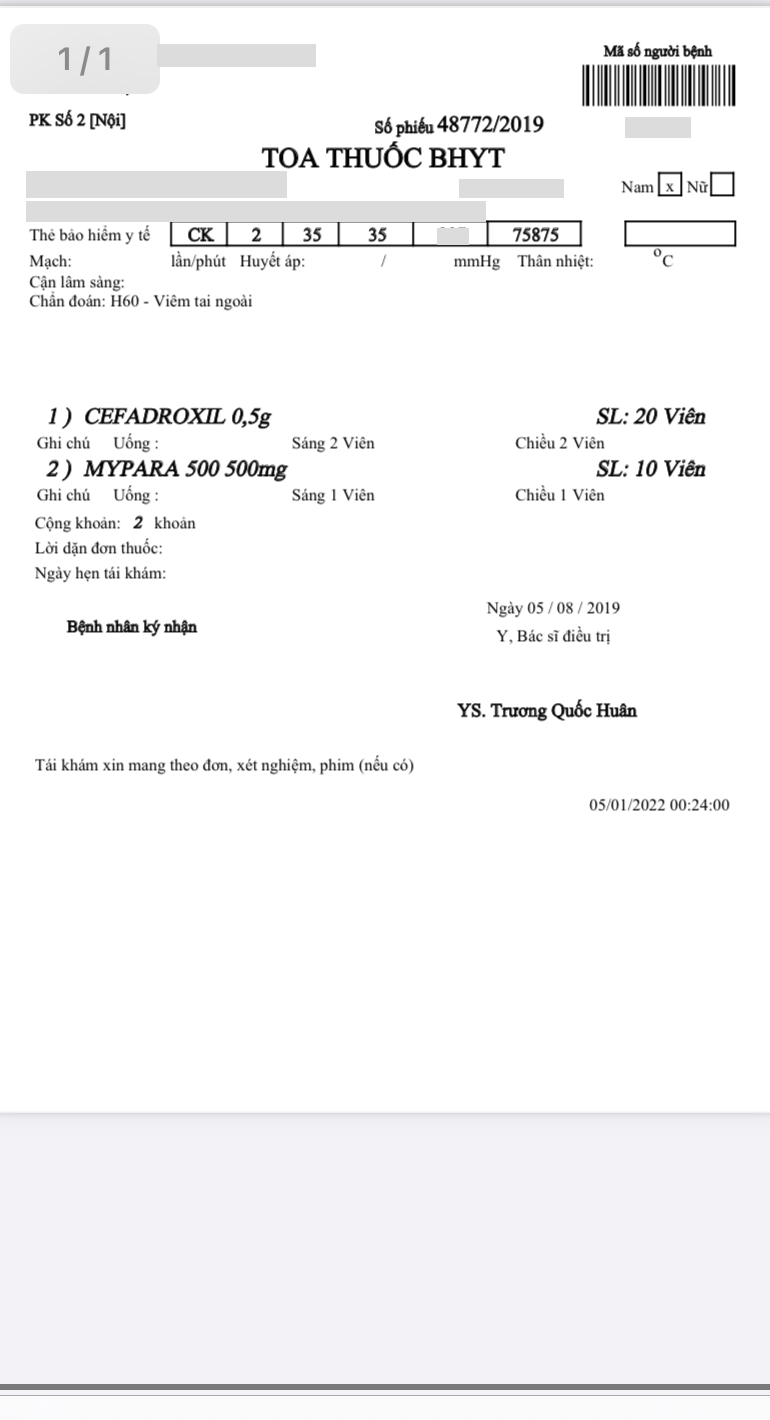 1/1
Mã số người bệnh
PK Số 2 [Nội]
Số phiếu 48772/2019
TOA THUỐC BHYT
Nam x Nữ
Thẻ bảo hiểm y tế CK 2 35 35 75875
Mạch: lần/phút Huyết áp: / mmHg Thân nhiệt: °C
Cận lâm sàng:
Chẩn đoán: H60 - Viêm tai ngoài
1 ) CEFADROXIL 0,5g SL: 20 Viên
Ghi chú Uống : Sáng 2 Viên Chiều 2 Viên
2 ) MYPARA 500 500mg SL: 10 Viên
Ghi chú Uống : Sáng 1 Viên Chiều 1 Viên
Cộng khoản: 2 khoản
Lời dặn đơn thuốc:
Ngày hẹn tái khám:
Ngày 05 / 08 / 2019
Bệnh nhân ký nhận
Y, Bác sĩ điều trị
YS. Trương Quốc Huân
Tái khám xin mang theo đơn, xét nghiệm, phim (nếu có)
05/01/2022 00:24:00